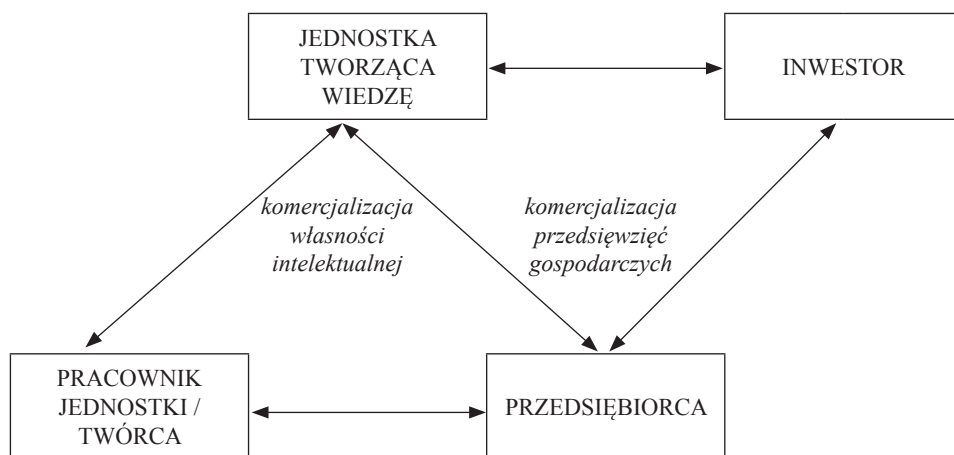 JEDNOSTKA
TWORZĄCA
WIEDZĘ
INWESTOR
komercjalizacja
własności
intelektualnej
komercjalizacja
przedsięwzięć
gospodarczych
PRACOWNIK
JEDNOSTKI /
TWÓRCA
PRZEDSIĘBIORCA